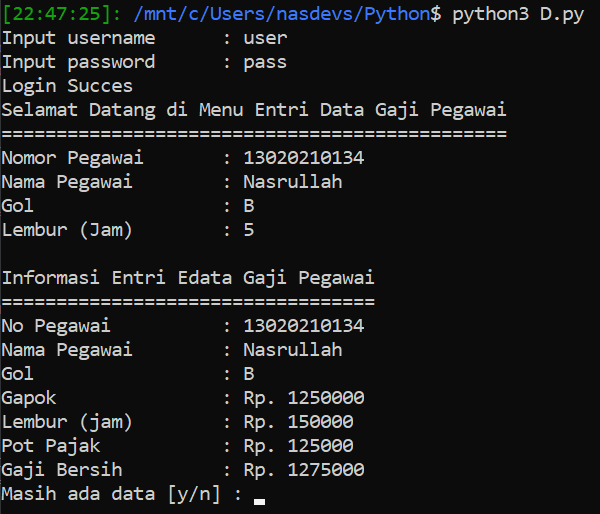 [22:47:25]: /mnt/c/Users/nasdevs/Python$ python3 D.py
Input username      : user
Input password      : pass
Login Succes
Selamat Datang di Menu Entri Data Gaji Pegawai
==============================================
Nomor Pegawai       : 13020210134
Nama Pegawai        : Nasrullah
Gol                 : B
Lembur (Jam)        : 5

Informasi Entri Edata Gaji Pegawai
==================================
No Pegawai          : 13020210134
Nama Pegawai        : Nasrullah
Gol                 : B
Gapok               : Rp. 1250000
Lembur (jam)        : Rp. 150000
Pot Pajak           : Rp. 125000
Gaji Bersih         : Rp. 1275000
Masih ada data [y/n] :